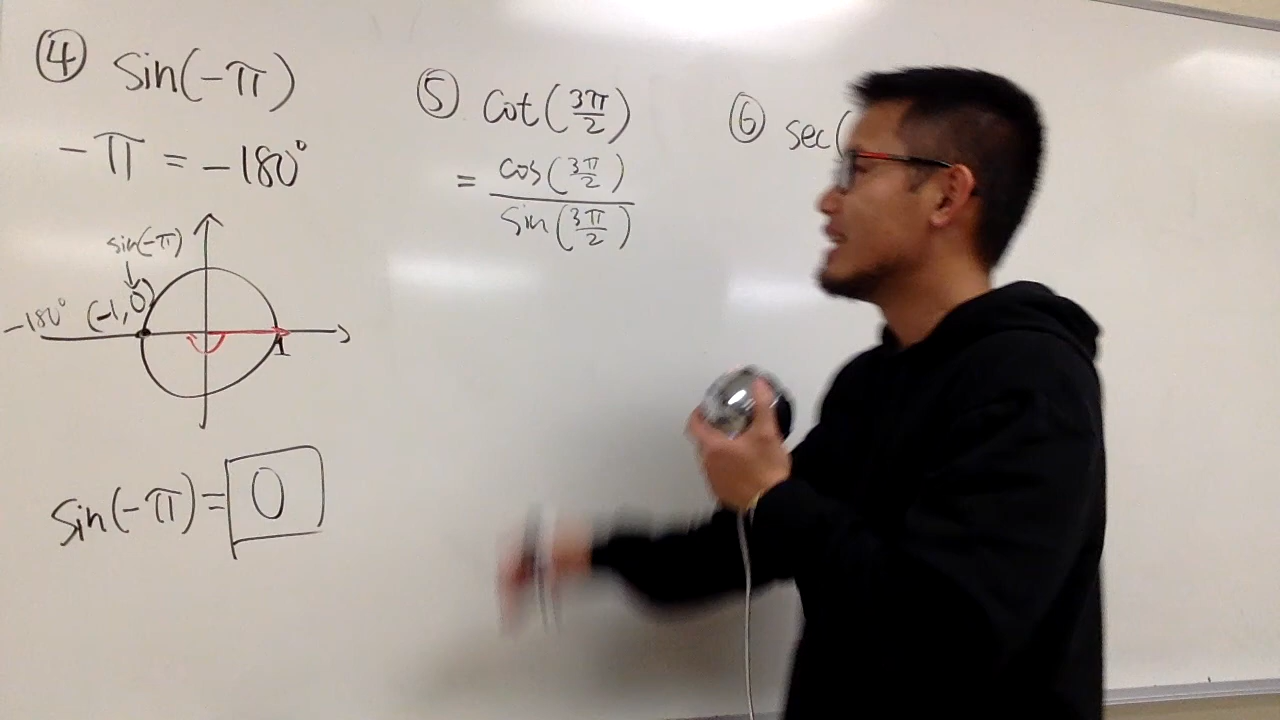 ④ sin(-π)
-π = -180°
sin(-π)
↓
-180° (-1, 0)
1
sin(-π) = 0
⑤ cot(3π/2)
= cos(3π/2) / sin(3π/2)
⑥ sec(